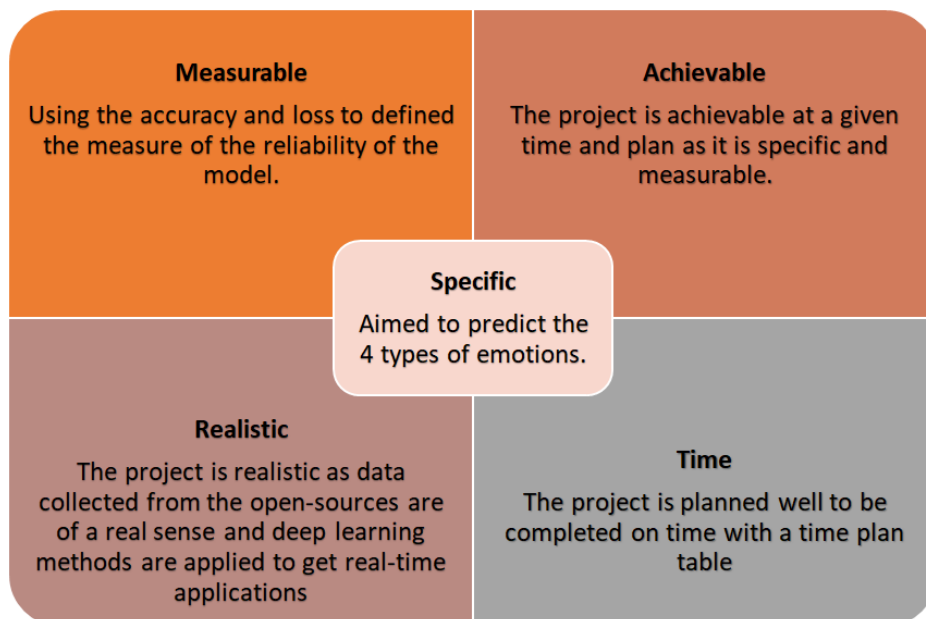 Measurable
Using the accuracy and loss to defined
the measure of the reliability of the
model.
Achievable
The project is achievable at a given
time and plan as it is specific and
measurable.
Specific
Aimed to predict the
4 types of emotions.
Realistic
The project is realistic as data
collected from the open-sources are
of a real sense and deep learning
methods are applied to get real-time
applications
Time
The project is planned well to be
completed on time with a time plan
table